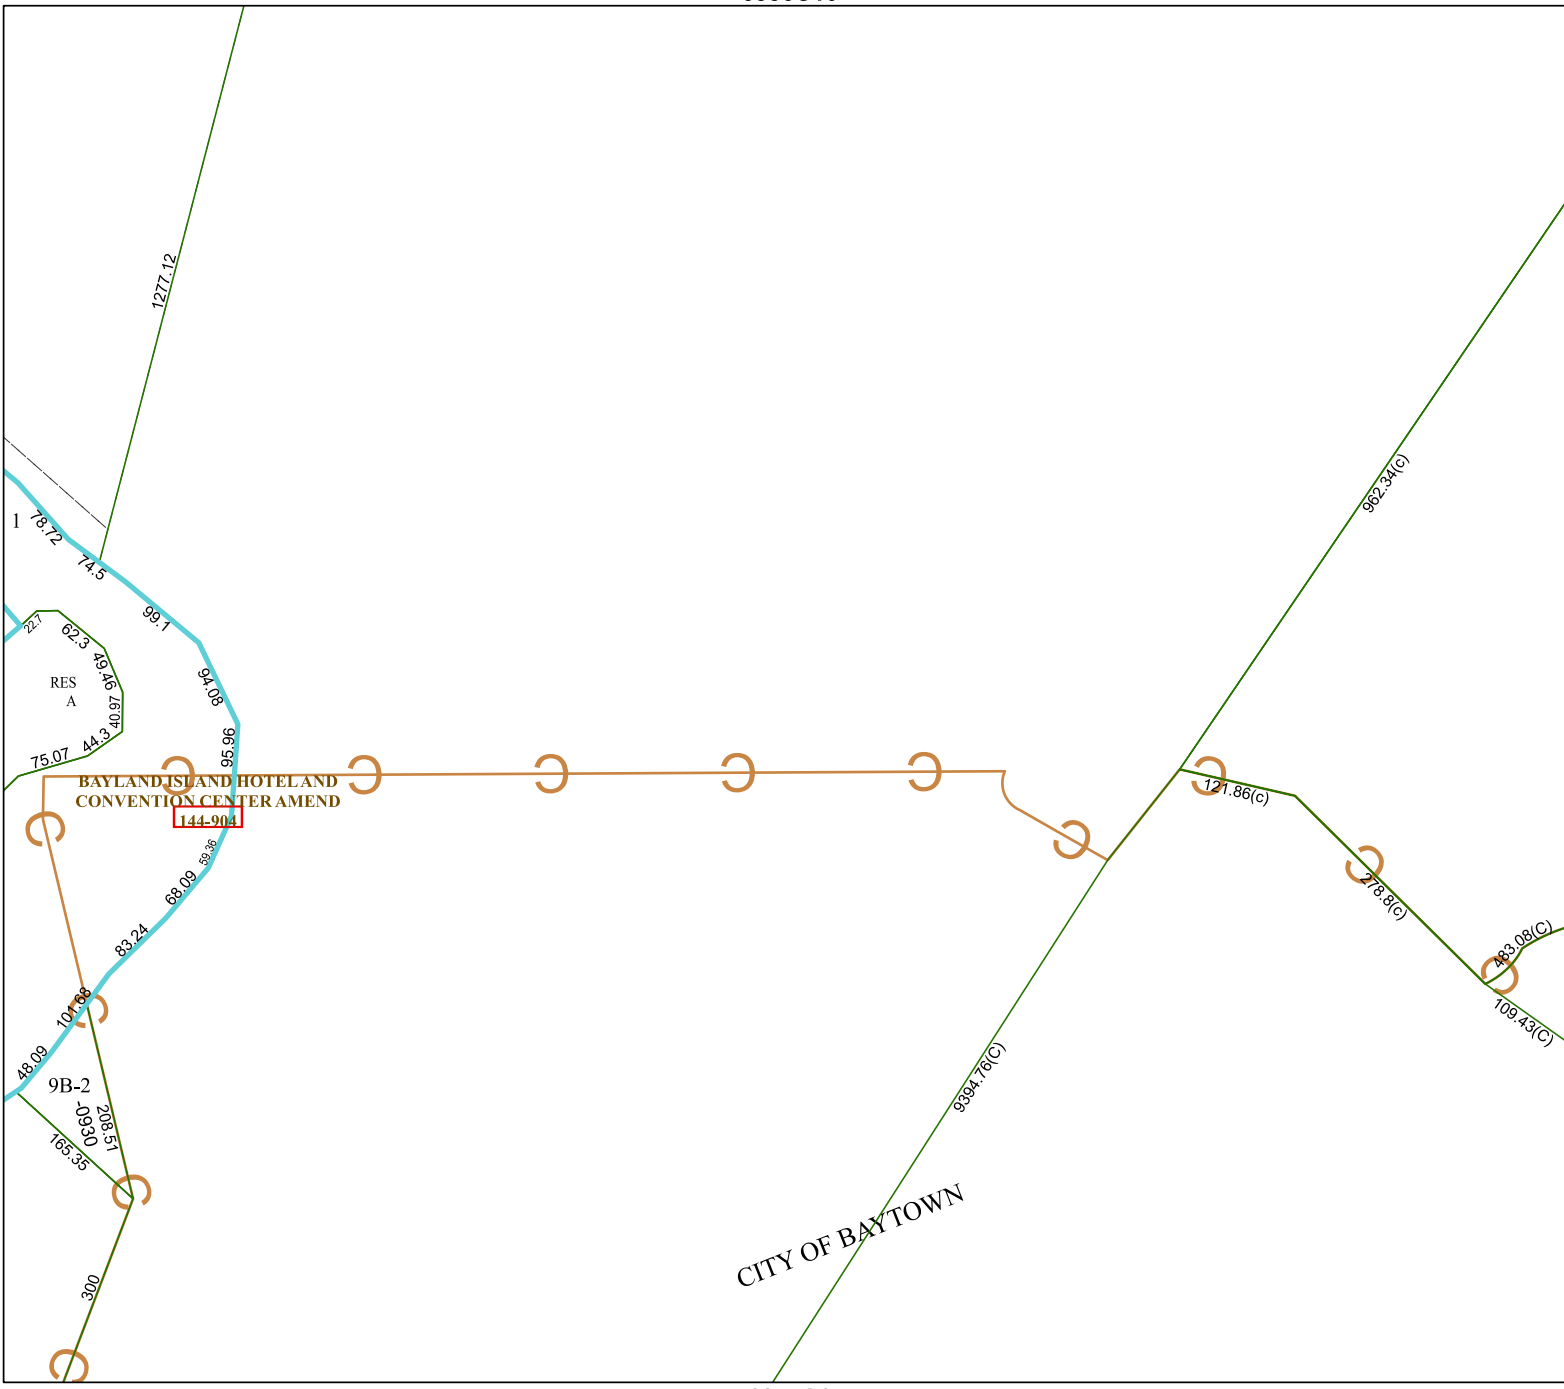 1277.12
962.34(c)
1
78.72
74.5
99.1
22.7
62.3
49.46
94.08
RES
A
40.97
44.3
75.07
95.96
BAYLAND ISLAND HOTEL AND
CONVENTION CENTER AMEND
144-904
121.86(c)
59.36
68.09
278.8(c)
83.24
483.08(C)
101.68
109.43(C)
48.09
9B-2
-0930
208.51
9394.76(C)
165.35
CITY OF BAYTOWN
300